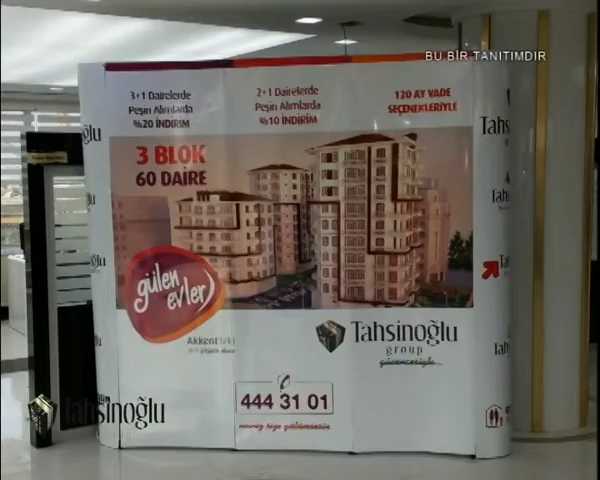 BU BİR TANITIMDIR
3+1 Dairelerde
Peşin Alımlarda
%20 İNDİRİM
2+1 Dairelerde
Peşin Alımlarda
%10 İNDİRİM
120 AY VADE
SEÇENEKLERİYLE
3 BLOK
60 DAİRE
gülen
evler
Tahsinoğlu
group
güvencesiyle...
444 31 01
Tahsinoğlu